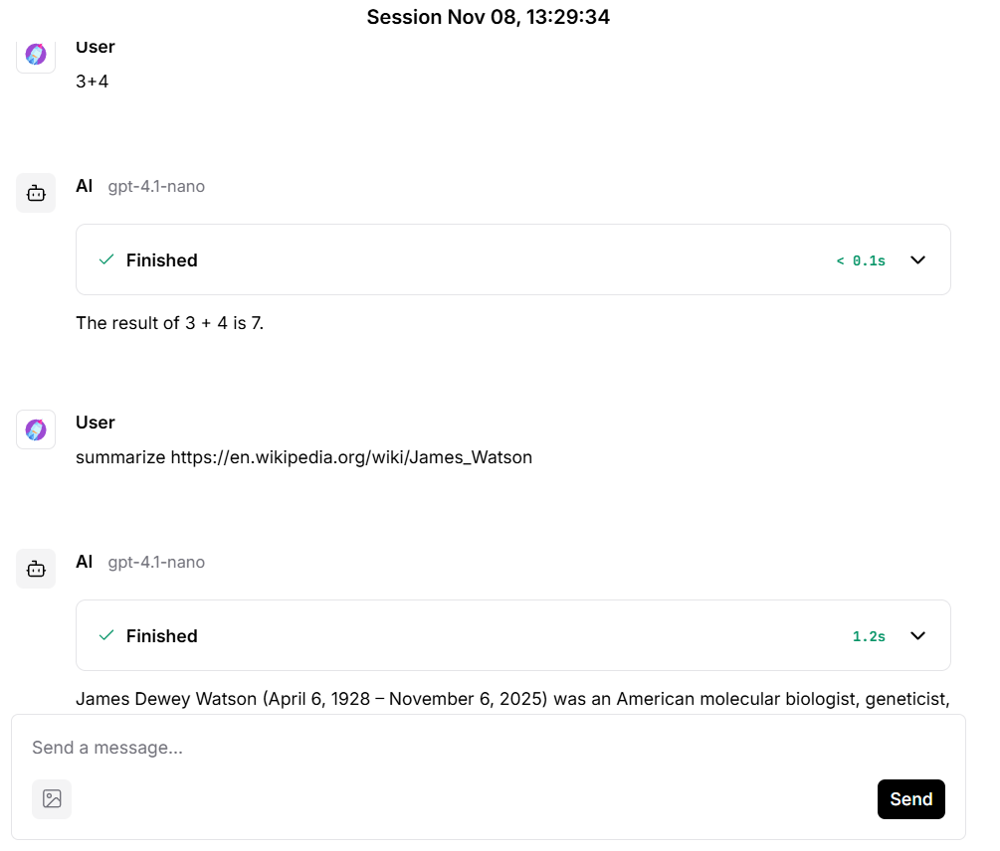 Session Nov 08, 13:29:34
User
3+4
AI gpt-4.1-nano
Finished < 0.1s
The result of 3 + 4 is 7.
User
summarize https://en.wikipedia.org/wiki/James_Watson
AI gpt-4.1-nano
Finished 1.2s
James Dewey Watson (April 6, 1928 – November 6, 2025) was an American molecular biologist, geneticist,
Send a message...
Send